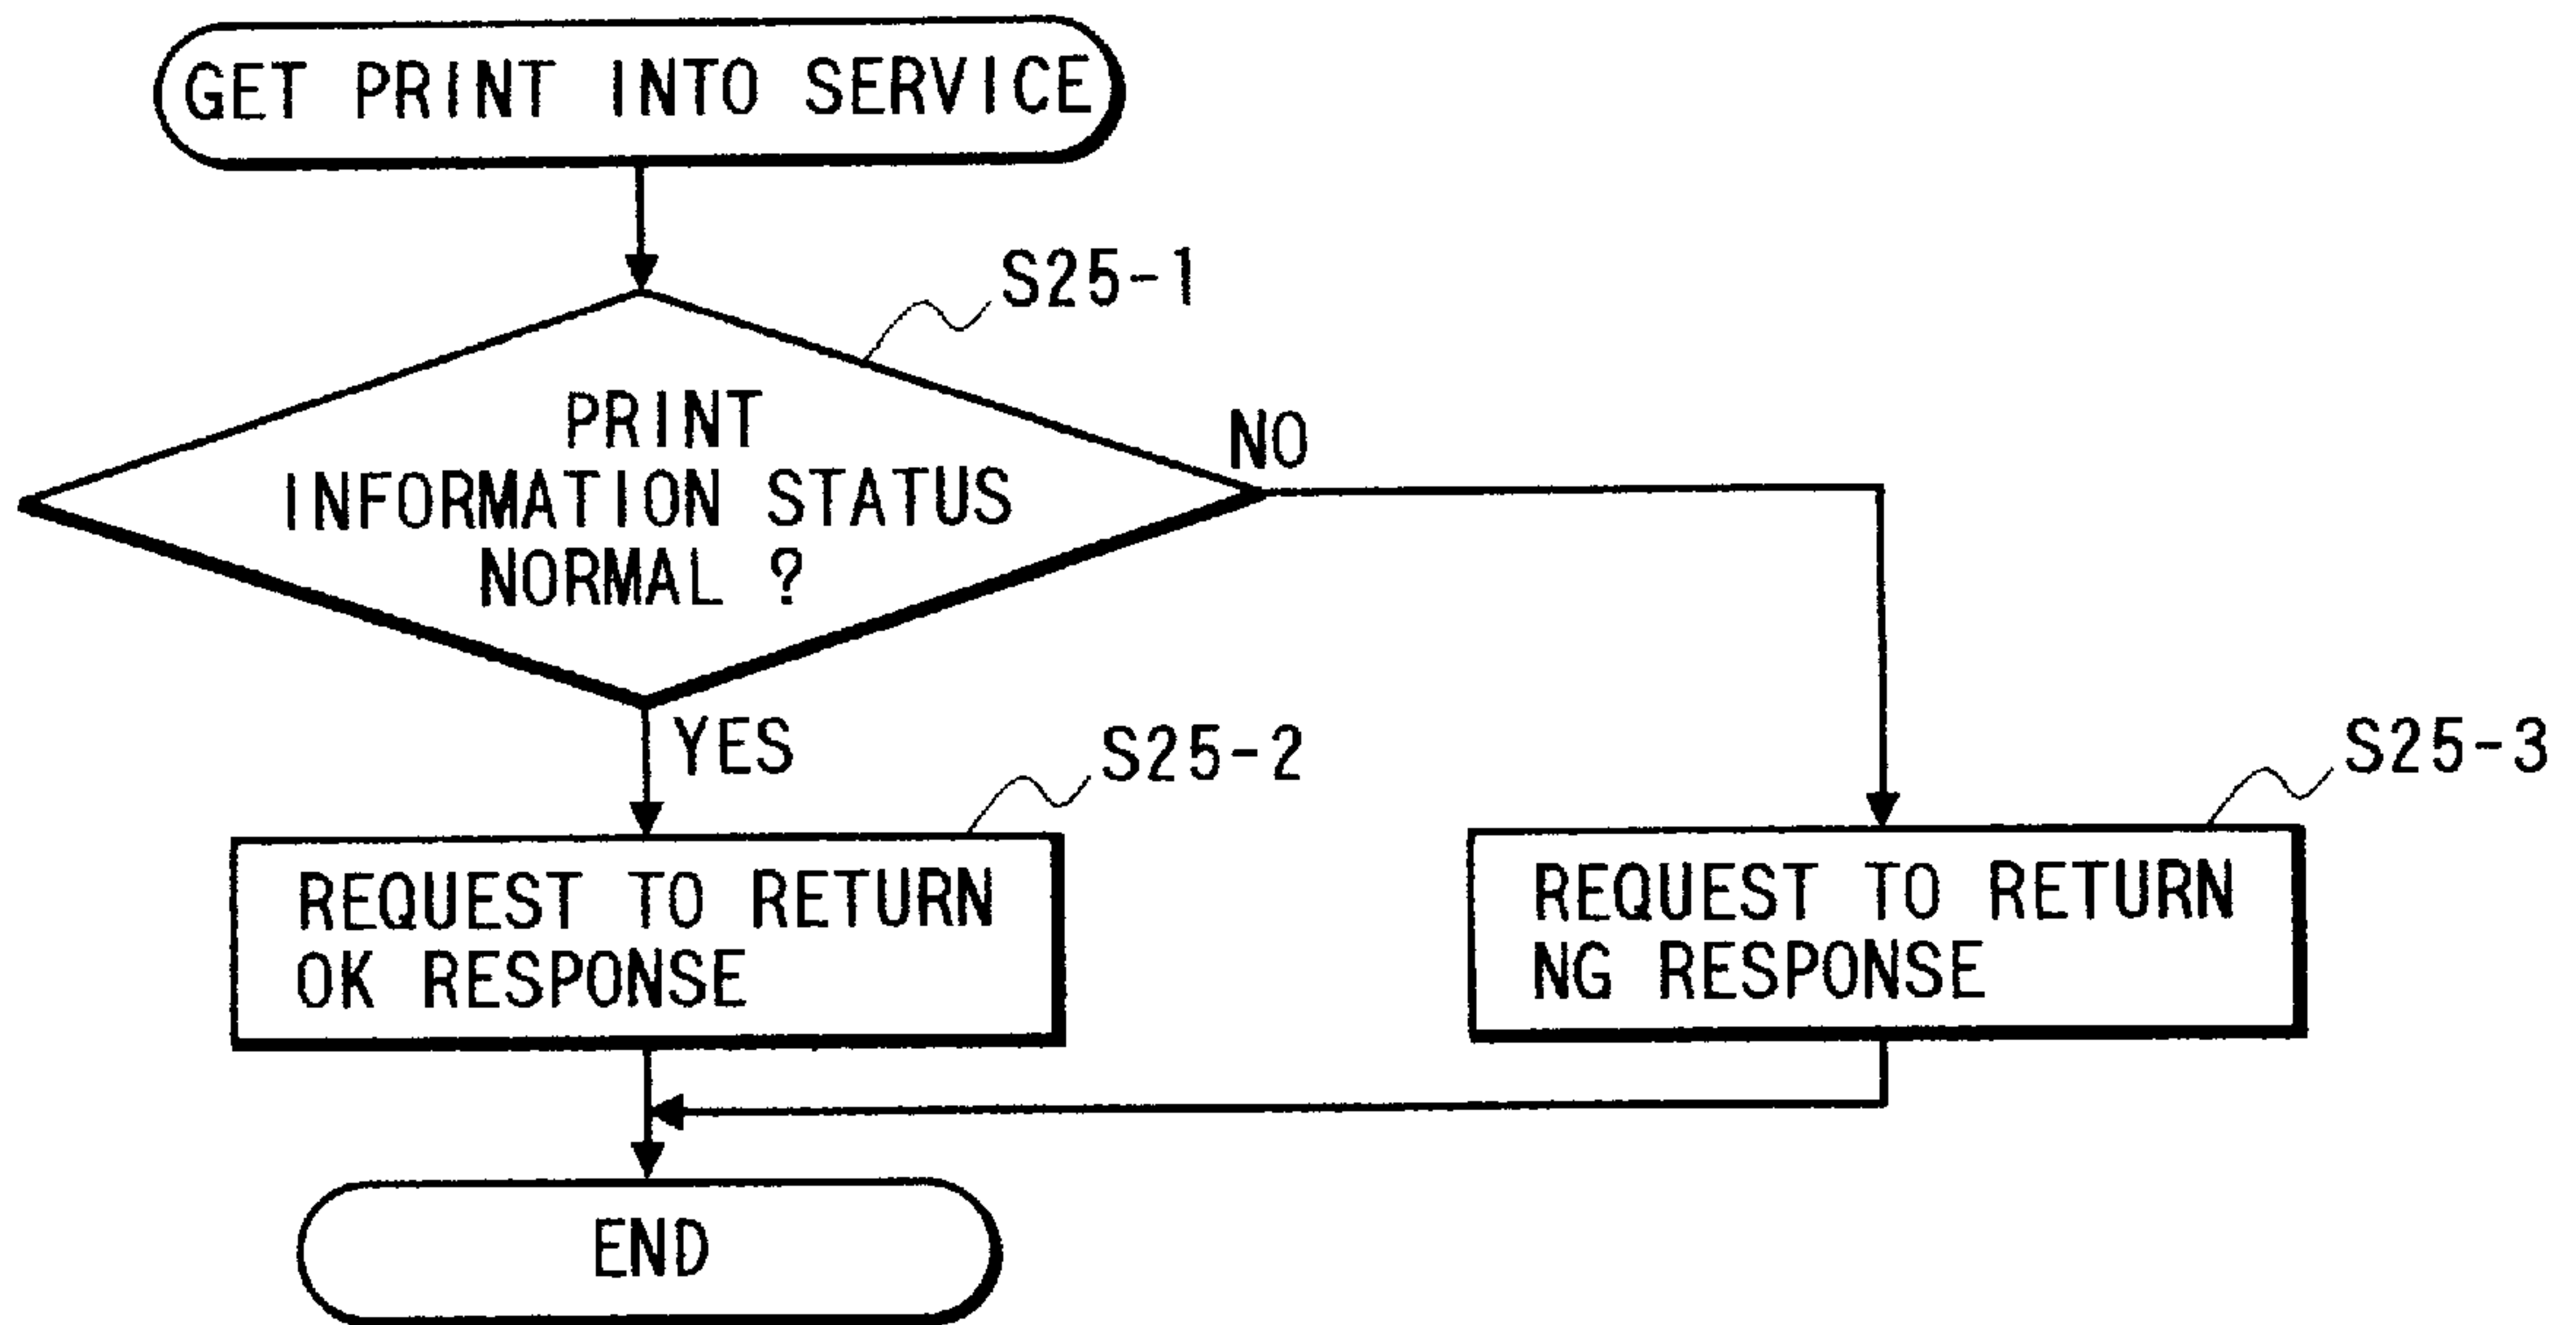 GET PRINT INTO SERVICE
S25-1
PRINT
INFORMATION STATUS
NORMAL ?
NO
YES
S25-2
REQUEST TO RETURN
OK RESPONSE
S25-3
REQUEST TO RETURN
NG RESPONSE
END